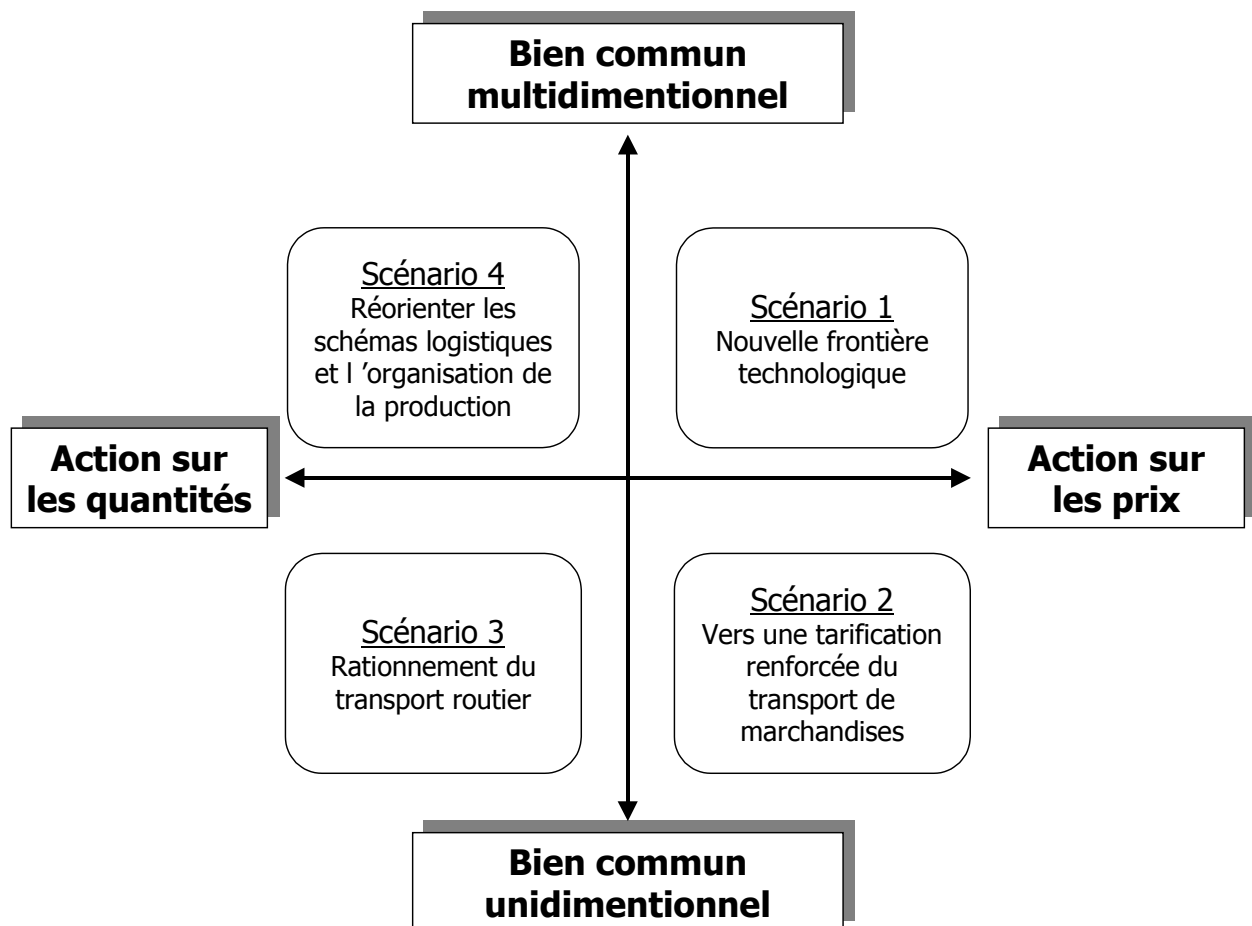 Bien commun
multidimentionnel
Scénario 4
Réorienter les
schémas logistiques
et l ’organisation de
la production
Scénario 1
Nouvelle frontière
technologique
Action sur
les quantités
Action sur
les prix
Scénario 3
Rationnement du
transport routier
Scénario 2
Vers une tarification
renforcée du
transport de
marchandises
Bien commun
unidimentionnel